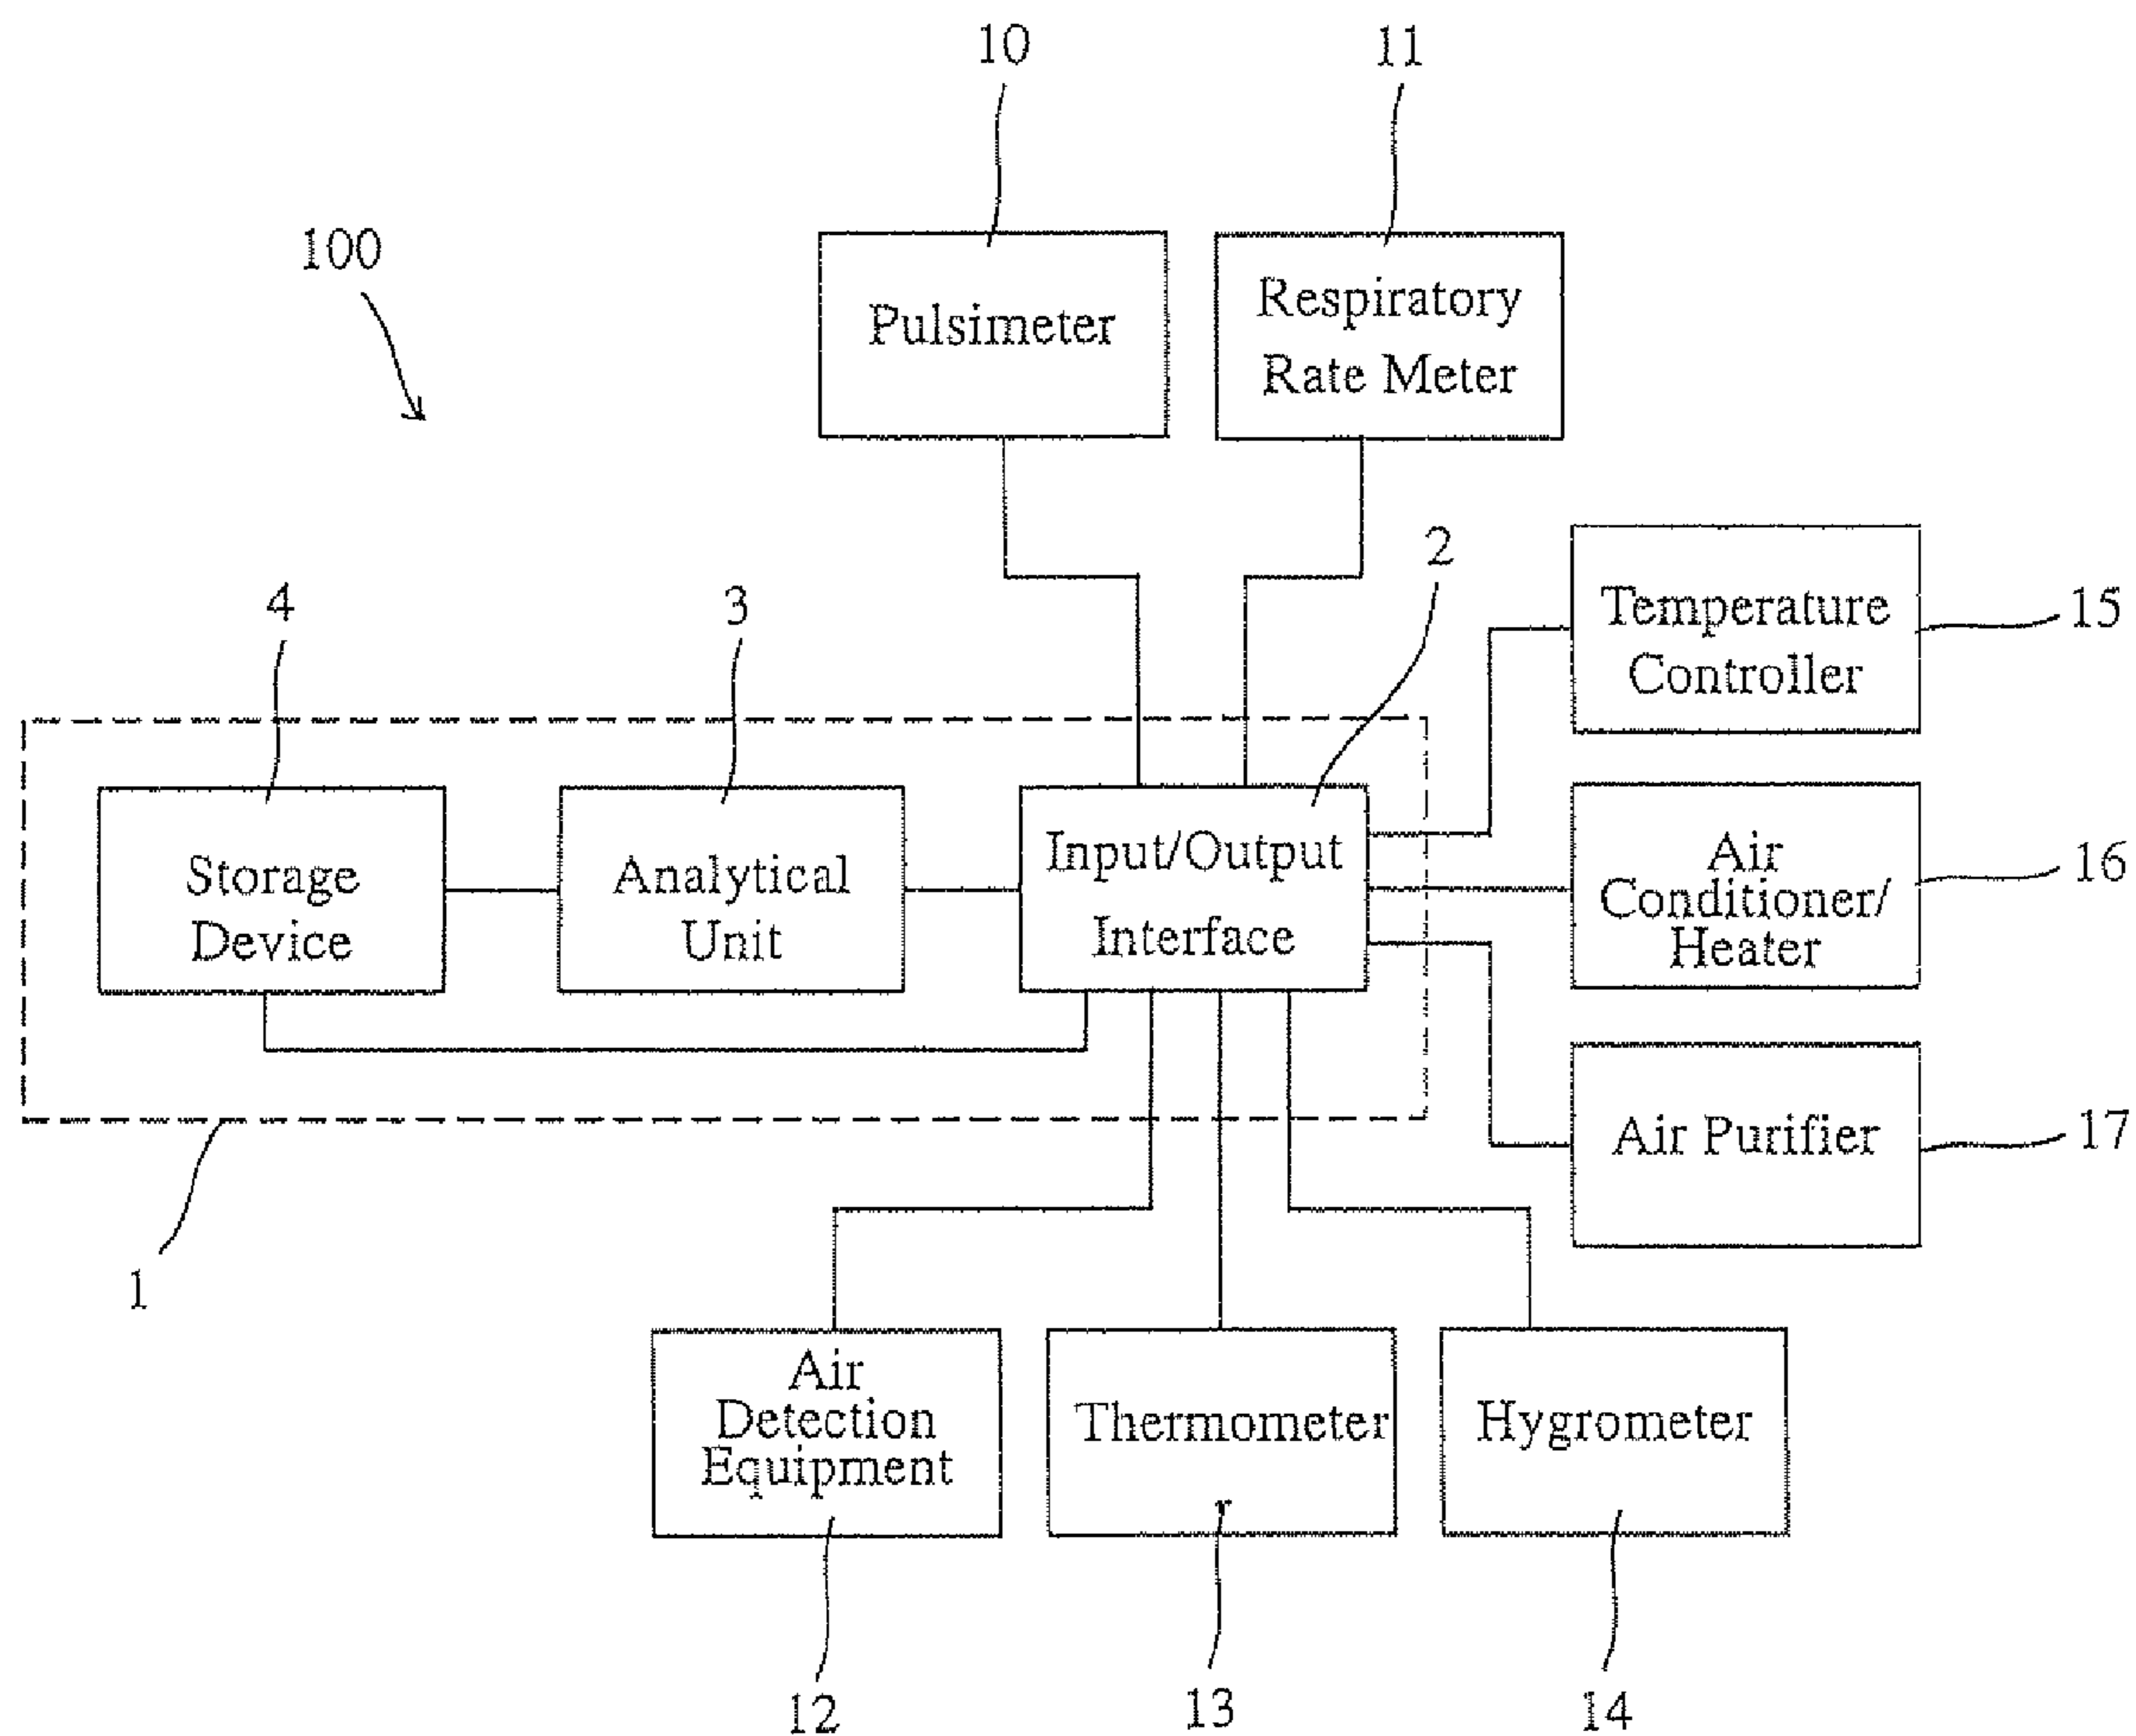 10
11
100
Pulsimeter
Respiratory
Rate Meter
2
4
3
Temperature
Controller
15
Storage
Device
Analytical
Unit
Input/Output
Interface
Air
Conditioner/
Heater
16
Air Purifier
17
1
Air
Detection
Equipment
Thermometer
r
Hygrometer
12
13
14